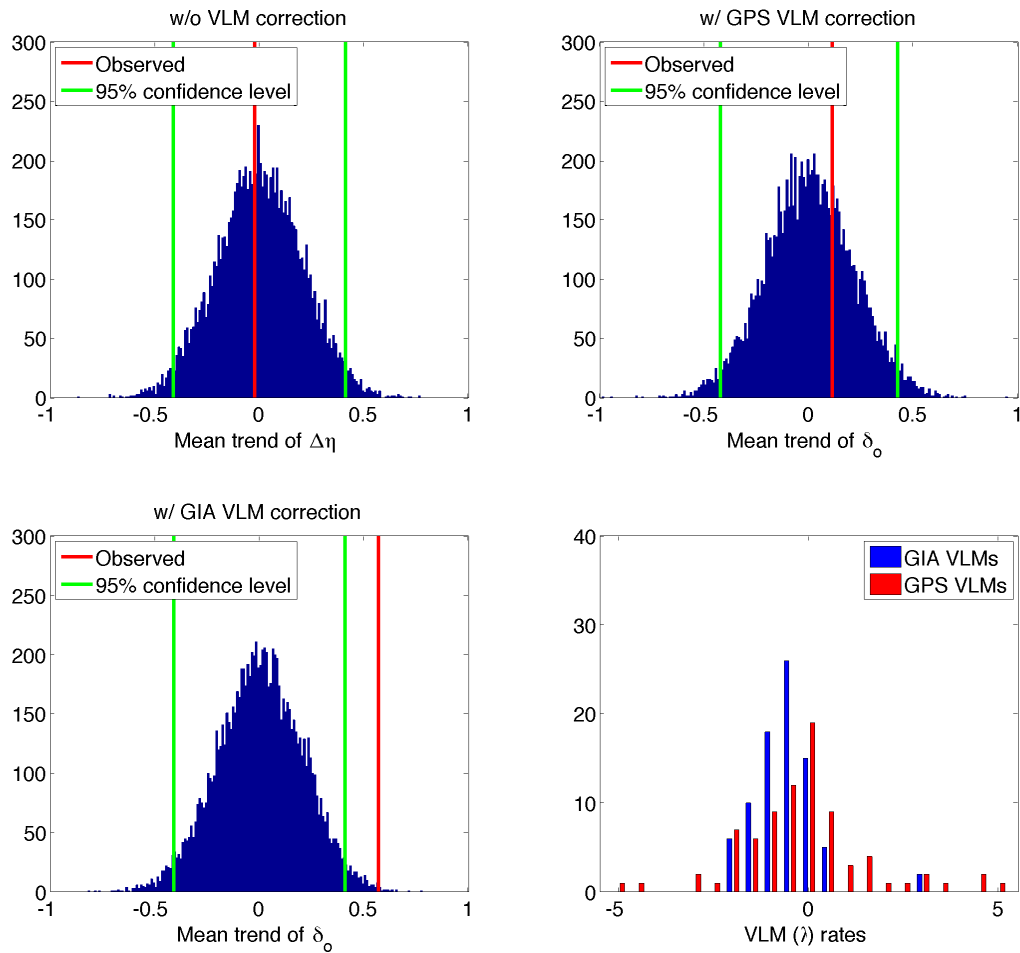 w/o VLM correction
300
250
200
150
100
50
0
-1
-0.5
0
0.5
1
Observed
95% confidence level
Mean trend of Δη
w/ GPS VLM correction
300
250
200
150
100
50
0
-1
-0.5
0
0.5
1
Observed
95% confidence level
Mean trend of δo
w/ GIA VLM correction
300
250
200
150
100
50
0
-1
-0.5
0
0.5
1
Observed
95% confidence level
Mean trend of δo
40
30
20
10
0
-5
0
5
GIA VLMs
GPS VLMs
VLM (λ) rates